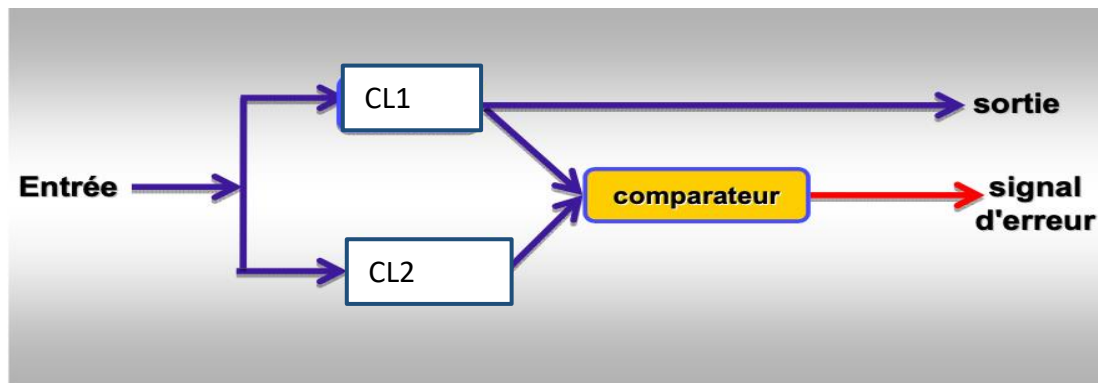 CL1
sortie
Entrée
comparateur
signal
d'erreur
CL2